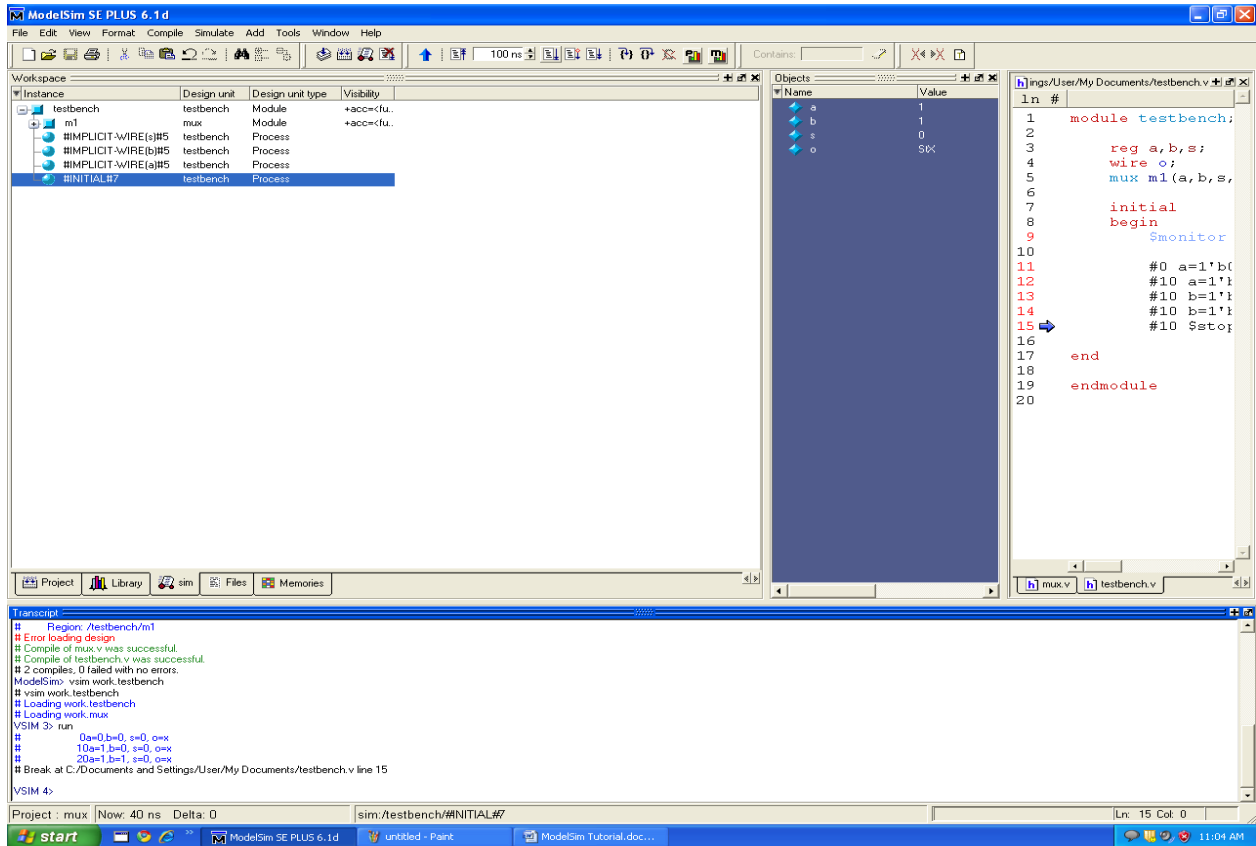 ModelSim SE PLUS 6.1d
File Edit View Format Compile Simulate Add Tools Window Help
100 ns
Contains:
Workspace
Instance Design unit Design unit type Visibility
testbench testbench Module +acc=<fu..
m1 mux Module +acc=<fu..
#IMPLICIT-WIRE(s)#5 testbench Process
#IMPLICIT-WIRE(b)#5 testbench Process
#IMPLICIT-WIRE(a)#5 testbench Process
#INITIAL#7 testbench Process
Project Library sim Files Memories
Objects
Name Value
a 1
b 1
s 0
o StX
ings/User/My Documents/testbench.v
ln #
1 module testbench;
2
3 reg a,b,s;
4 wire o;
5 mux m1(a,b,s,
6
7 initial
8 begin
9 $monitor
10
11 #0 a=1'b0
12 #10 a=1'b
13 #10 b=1'b
14 #10 b=1'b
15 #10 $stop
16
17 end
18
19 endmodule
20
mux.v testbench.v
Transcript
# Region: /testbench/m1
# Error loading design
# Compile of mux.v was successful.
# Compile of testbench.v was successful.
# 2 compiles, 0 failed with no errors.
ModelSim> vsim work.testbench
# vsim work.testbench
# Loading work.testbench
# Loading work.mux
VSIM 3> run
# 0a=0,b=0, s=0, o=x
# 10a=1,b=0, s=0, o=x
# 20a=1,b=1, s=0, o=x
# Break at C:/Documents and Settings/User/My Documents/testbench.v line 15
VSIM 4>
Project : mux Now: 40 ns Delta: 0 sim:/testbench/#INITIAL#7 Ln: 15 Col: 0
start ModelSim SE PLUS 6.1d untitled - Paint ModelSim Tutorial.doc... 11:04 AM